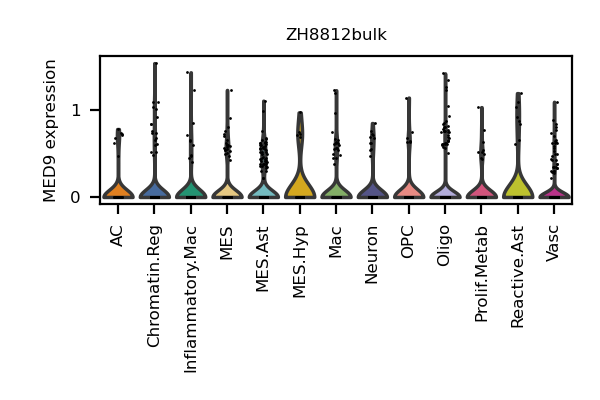 ZH8812bulk
MED9 expression
1
0
AC
Chromatin.Reg
Inflammatory.Mac
MES
MES.Ast
MES.Hyp
Mac
Neuron
OPC
Oligo
Prolif.Metab
Reactive.Ast
Vasc